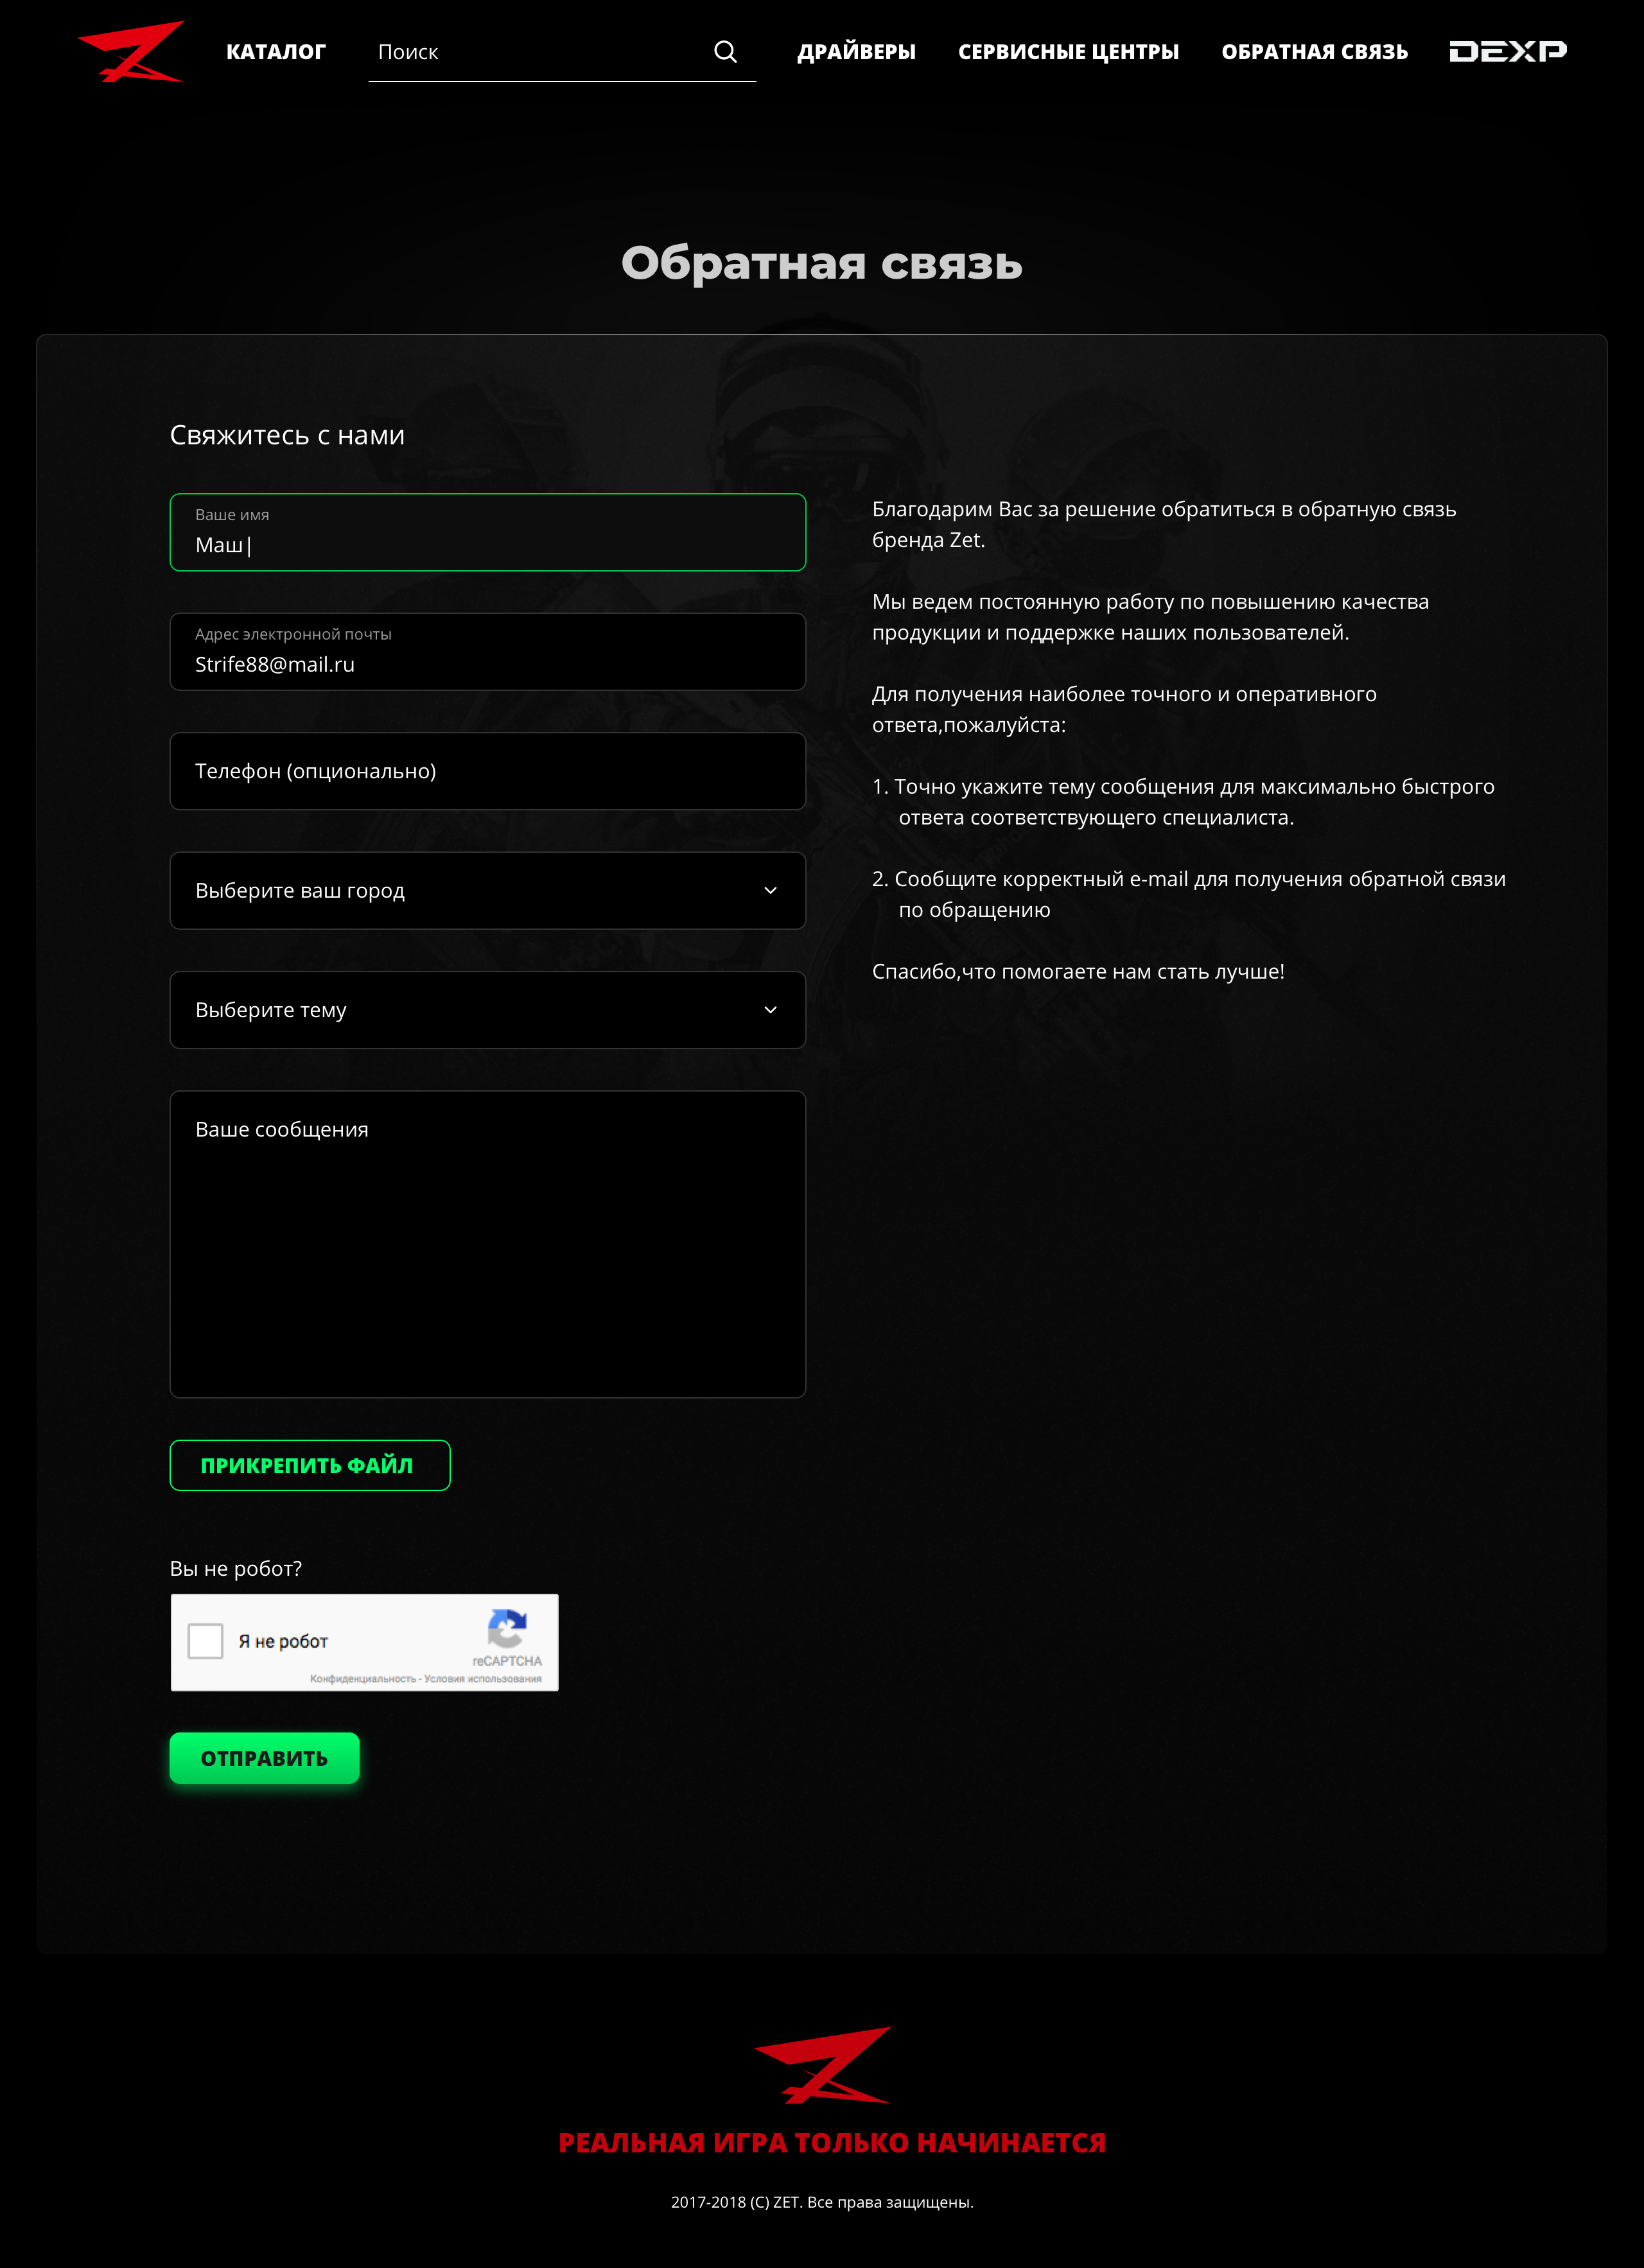 КАТАЛОГ
Поиск
ДРАЙВЕРЫ
СЕРВИСНЫЕ ЦЕНТРЫ
ОБРАТНАЯ СВЯЗЬ
DEXP
Обратная связь
Свяжитесь с нами
Ваше имя
Маш|
Адрес электронной почты
Strife88@mail.ru
Телефон (опционально)
Выберите ваш город
Выберите тему
Ваше сообщения
ПРИКРЕПИТЬ ФАЙЛ
Вы не робот?
Я не робот
reCAPTCHA
Конфиденциальность - Условия использования
ОТПРАВИТЬ
Благодарим Вас за решение обратиться в обратную связь
бренда Zet.
Мы ведем постоянную работу по повышению качества
продукции и поддержке наших пользователей.
Для получения наиболее точного и оперативного
ответа,пожалуйста:
1. Точно укажите тему сообщения для максимально быстрого
ответа соответствующего специалиста.
2. Сообщите корректный e-mail для получения обратной связи
по обращению
Спасибо,что помогаете нам стать лучше!
РЕАЛЬНАЯ ИГРА ТОЛЬКО НАЧИНАЕТСЯ
2017-2018 (C) ZET. Все права защищены.